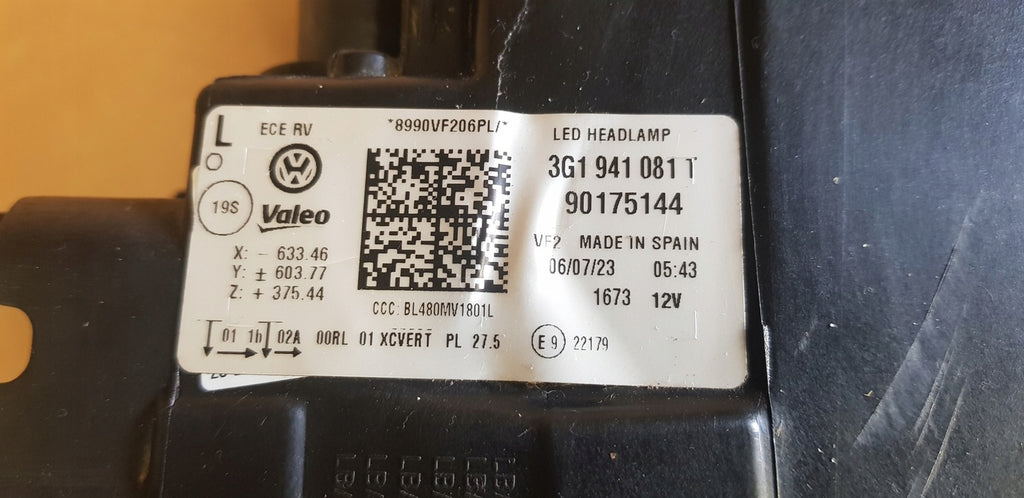 L ECE RV *8990VF206PL/* LED HEADLAMP
3G1 941 081 T
19S Valeo 90175144
X: - 633.46
Y: ± 603.77
Z: + 375.44
VF2 MADE IN SPAIN
06/07/23 05:43
1673 12V
CCC: BL480MV1801L
01 1b 02A 00RL 01 XCVERT PL 27.5 E 9 22179